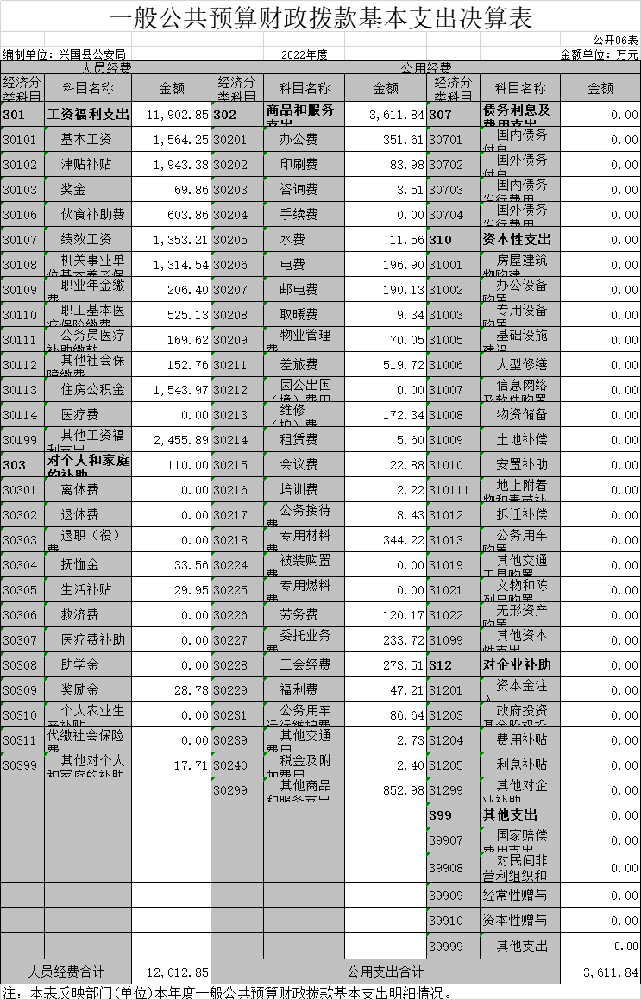 一般公共预算财政拨款基本支出决算表
公开06表
编制单位：兴国县公安局 2022年度 金额单位：万元
人员经费 公用经费
经济分类科目 科目名称 金额 经济分类科目 科目名称 金额 经济分类科目 科目名称 金额
301 工资福利支出 11,902.85 302 商品和服务支出 3,611.84 307 债务利息及费用支出 0.00
30101 基本工资 1,564.25 30201 办公费 351.61 30701 国内债务付息 0.00
30102 津贴补贴 1,943.38 30202 印刷费 83.98 30702 国外债务付息 0.00
30103 奖金 69.86 30203 咨询费 3.51 30703 国内债务发行费用 0.00
30106 伙食补助费 603.86 30204 手续费 0.00 30704 国外债务发行费用 0.00
30107 绩效工资 1,353.21 30205 水费 11.56 310 资本性支出 0.00
30108 机关事业单位基本养老保 1,314.54 30206 电费 196.90 31001 房屋建筑物购建 0.00
30109 职业年金缴费 206.40 30207 邮电费 190.13 31002 办公设备购置 0.00
30110 职工基本医疗保险缴费 525.13 30208 取暖费 9.34 31003 专用设备购置 0.00
30111 公务员医疗补助缴款 169.62 30209 物业管理费 70.05 31005 基础设施建设 0.00
30112 其他社会保障缴费 152.76 30211 差旅费 519.72 31006 大型修缮 0.00
30113 住房公积金 1,543.97 30212 因公出国（境）费用 0.00 31007 信息网络及软件购置 0.00
30114 医疗费 0.00 30213 维修（护）费 172.34 31008 物资储备 0.00
30199 其他工资福利支出 2,455.89 30214 租赁费 5.60 31009 土地补偿 0.00
303 对个人和家庭的补助 110.00 30215 会议费 22.88 31010 安置补助 0.00
30301 离休费 0.00 30216 培训费 2.22 310111 地上附着物和青苗补 0.00
30302 退休费 0.00 30217 公务接待费 8.43 31012 拆迁补偿 0.00
30303 退职（役）费 0.00 30218 专用材料费 344.22 31013 公务用车购置 0.00
30304 抚恤金 33.56 30224 被装购置费 0.00 31019 其他交通工具购置 0.00
30305 生活补贴 29.95 30225 专用燃料费 0.00 31021 文物和陈列品购置 0.00
30306 救济费 0.00 30226 劳务费 120.17 31022 无形资产购置 0.00
30307 医疗费补助 0.00 30227 委托业务费 233.72 31099 其他资本性支出 0.00
30308 助学金 0.00 30228 工会经费 273.51 312 对企业补助 0.00
30309 奖励金 28.78 30229 福利费 47.21 31201 资本金注入 0.00
30310 个人农业生产补贴 0.00 30231 公务用车运行维护费 86.64 31203 政府投资基金股权投 0.00
30311 代缴社会保险费 0.00 30239 其他交通费用 2.73 31204 费用补贴 0.00
30399 其他对个人和家庭的补助 17.71 30240 税金及附加费用 2.40 31205 利息补贴 0.00
30299 其他商品和服务支出 852.98 31299 其他对企业补助 0.00
399 其他支出 0.00
39907 国家赔偿费用支出 0.00
39908 对民间非营利组织和 0.00
39909 经常性赠与 0.00
39910 资本性赠与 0.00
39999 其他支出 0.00
人员经费合计 12,012.85 公用支出合计 3,611.84
注：本表反映部门(单位)本年度一般公共预算财政拨款基本支出明细情况。